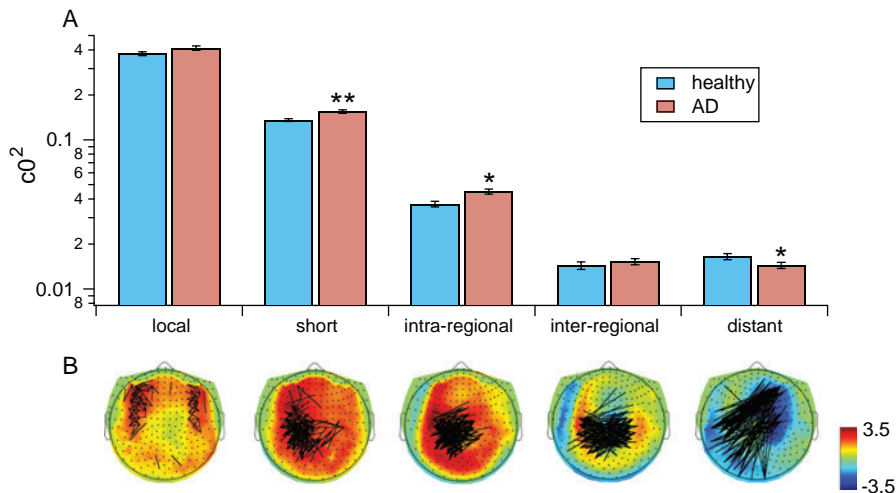 A
c0²
4
2
0.1
8
6
4
2
0.01
8
healthy
AD
**
*
*
local short intra-regional inter-regional distant
B
3.5
-3.5